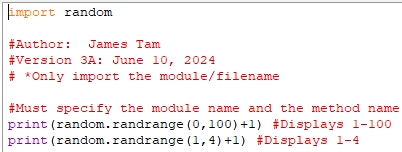 import random
#Author:  James Tam
#Version 3A: June 10, 2024
# *Only import the module/filename
#Must specify the module name and the method name
print(random.randrange(0,100)+1) #Displays 1-100
print(random.randrange(1,4)+1) #Displays 1-4